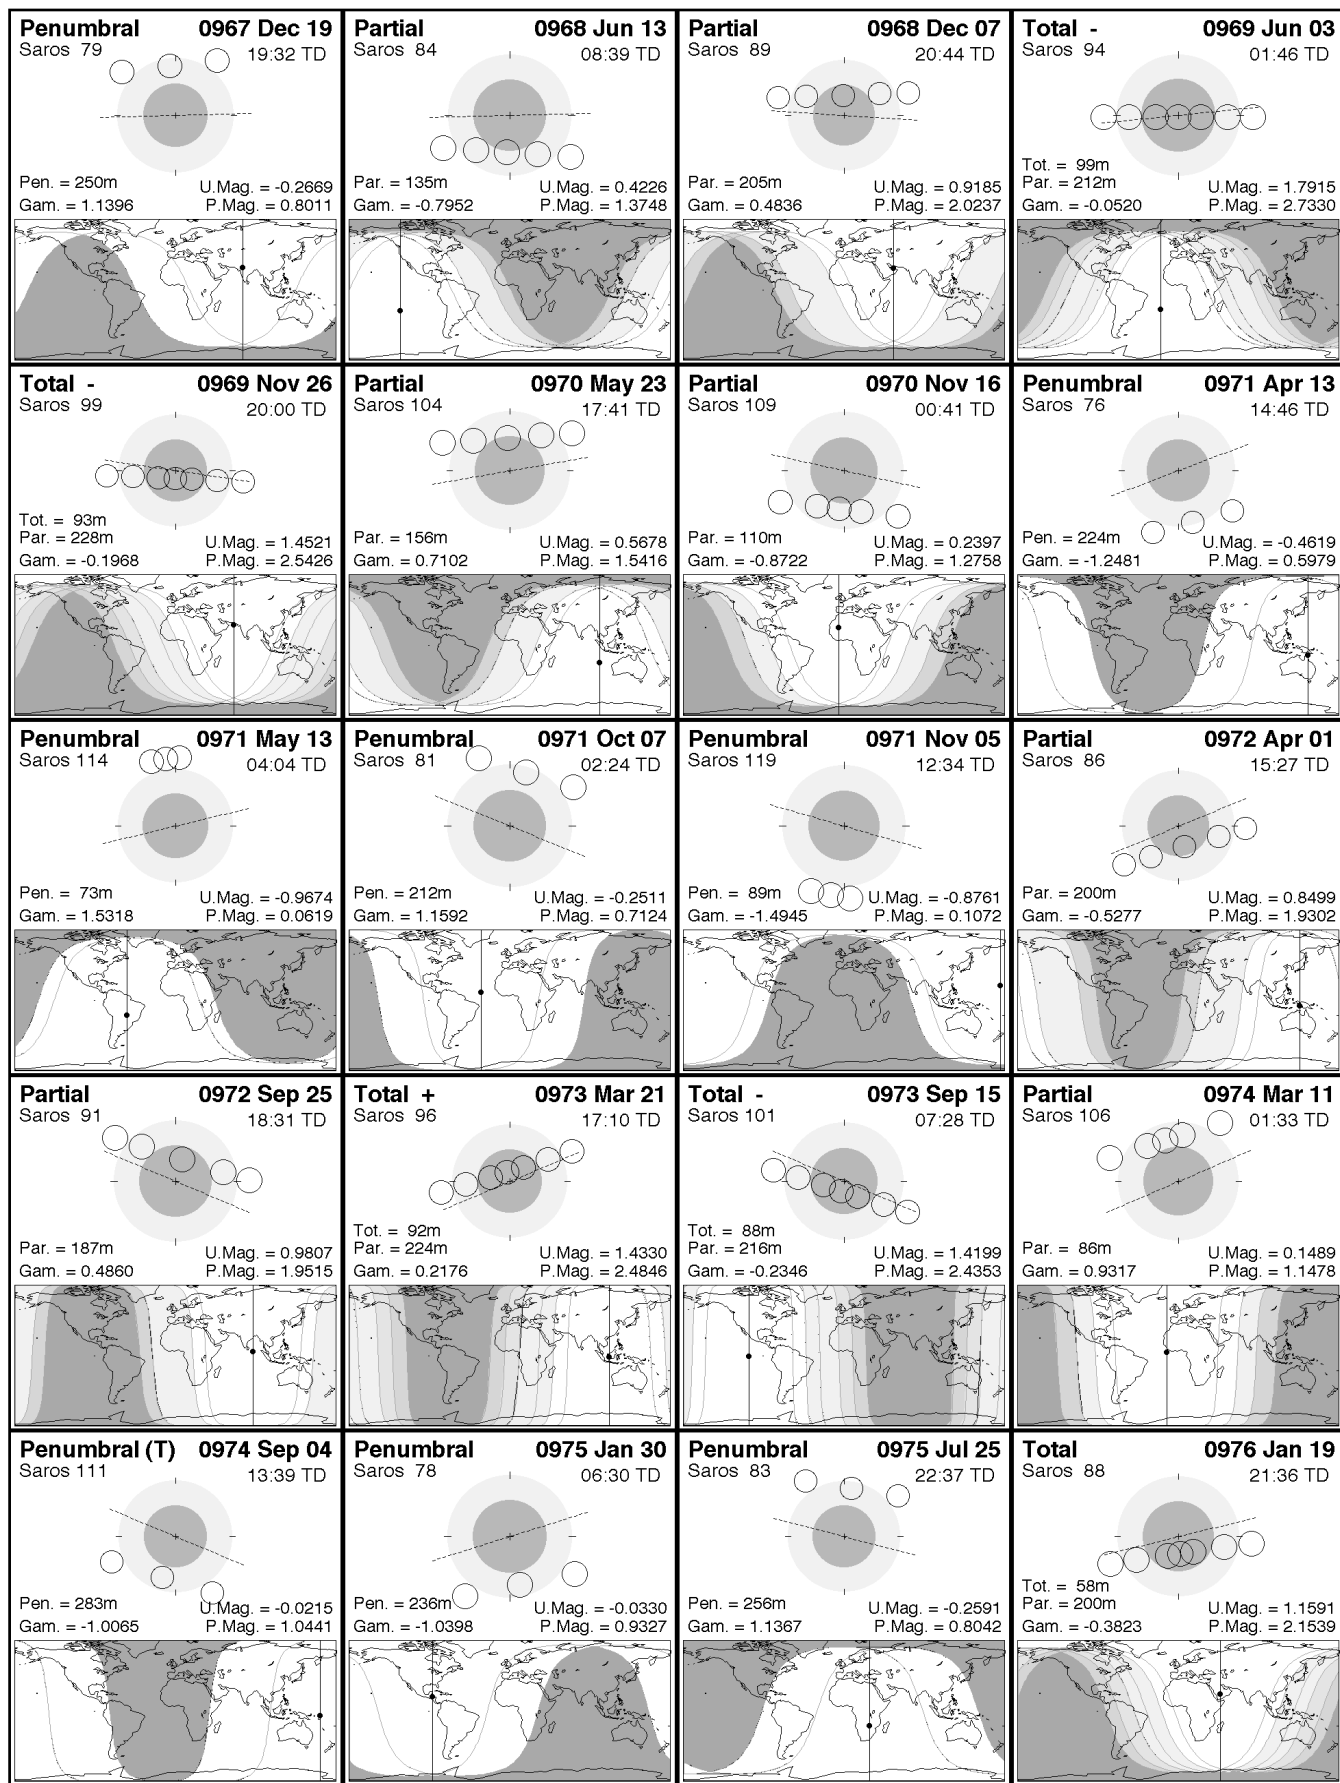 Penumbral 0967 Dec 19
Saros 79 19:32 TD
Pen. = 250m U.Mag. = -0.2669
Gam. = 1.1396 P.Mag. = 0.8011
Partial 0968 Jun 13
Saros 84 08:39 TD
Par. = 135m U.Mag. = 0.4226
Gam. = -0.7952 P.Mag. = 1.3748
Partial 0968 Dec 07
Saros 89 20:44 TD
Par. = 205m U.Mag. = 0.9185
Gam. = 0.4836 P.Mag. = 2.0237
Total - 0969 Jun 03
Saros 94 01:46 TD
Tot. = 99m
Par. = 212m U.Mag. = 1.7915
Gam. = -0.0520 P.Mag. = 2.7330
Total - 0969 Nov 26
Saros 99 20:00 TD
Tot. = 93m
Par. = 228m U.Mag. = 1.4521
Gam. = -0.1968 P.Mag. = 2.5426
Partial 0970 May 23
Saros 104 17:41 TD
Par. = 156m U.Mag. = 0.5678
Gam. = 0.7102 P.Mag. = 1.5416
Partial 0970 Nov 16
Saros 109 00:41 TD
Par. = 110m U.Mag. = 0.2397
Gam. = -0.8722 P.Mag. = 1.2758
Penumbral 0971 Apr 13
Saros 76 14:46 TD
Pen. = 224m U.Mag. = -0.4619
Gam. = -1.2481 P.Mag. = 0.5979
Penumbral 0971 May 13
Saros 114 04:04 TD
Pen. = 73m U.Mag. = -0.9674
Gam. = 1.5318 P.Mag. = 0.0619
Penumbral 0971 Oct 07
Saros 81 02:24 TD
Pen. = 212m U.Mag. = -0.2511
Gam. = 1.1592 P.Mag. = 0.7124
Penumbral 0971 Nov 05
Saros 119 12:34 TD
Pen. = 89m U.Mag. = -0.8761
Gam. = -1.4945 P.Mag. = 0.1072
Partial 0972 Apr 01
Saros 86 15:27 TD
Par. = 200m U.Mag. = 0.8499
Gam. = -0.5277 P.Mag. = 1.9302
Partial 0972 Sep 25
Saros 91 18:31 TD
Par. = 187m U.Mag. = 0.9807
Gam. = 0.4860 P.Mag. = 1.9515
Total + 0973 Mar 21
Saros 96 17:10 TD
Tot. = 92m
Par. = 224m U.Mag. = 1.4330
Gam. = 0.2176 P.Mag. = 2.4846
Total - 0973 Sep 15
Saros 101 07:28 TD
Tot. = 88m
Par. = 216m U.Mag. = 1.4199
Gam. = -0.2346 P.Mag. = 2.4353
Partial 0974 Mar 11
Saros 106 01:33 TD
Par. = 86m U.Mag. = 0.1489
Gam. = 0.9317 P.Mag. = 1.1478
Penumbral (T) 0974 Sep 04
Saros 111 13:39 TD
Pen. = 283m U.Mag. = -0.0215
Gam. = -1.0065 P.Mag. = 1.0441
Penumbral 0975 Jan 30
Saros 78 06:30 TD
Pen. = 236m U.Mag. = -0.0330
Gam. = -1.0398 P.Mag. = 0.9327
Penumbral 0975 Jul 25
Saros 83 22:37 TD
Pen. = 256m U.Mag. = -0.2591
Gam. = 1.1367 P.Mag. = 0.8042
Total 0976 Jan 19
Saros 88 21:36 TD
Tot. = 58m
Par. = 200m U.Mag. = 1.1591
Gam. = -0.3823 P.Mag. = 2.1539